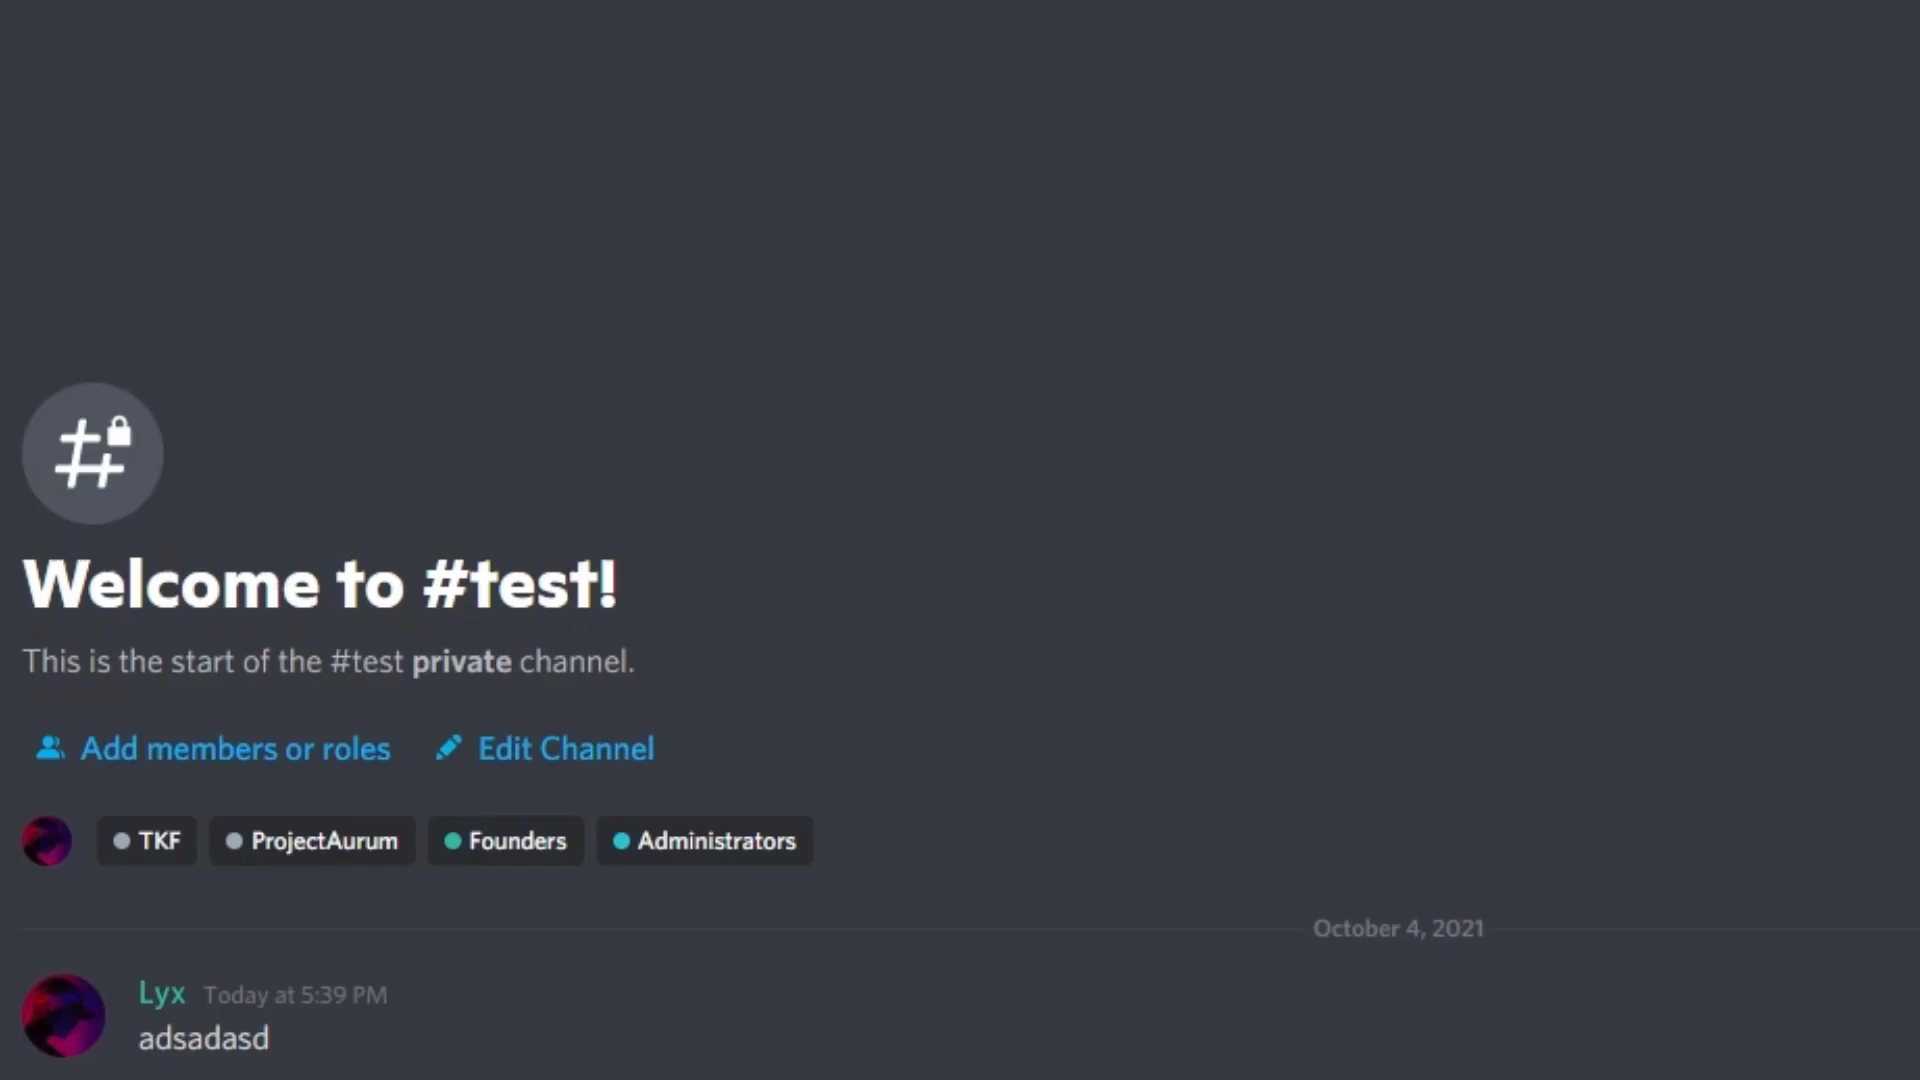 Welcome to #test!
This is the start of the #test private channel.
Add members or roles Edit Channel
TKF ProjectAurum Founders Administrators
October 4, 2021
Lyx Today at 5:39 PM
adsadasd